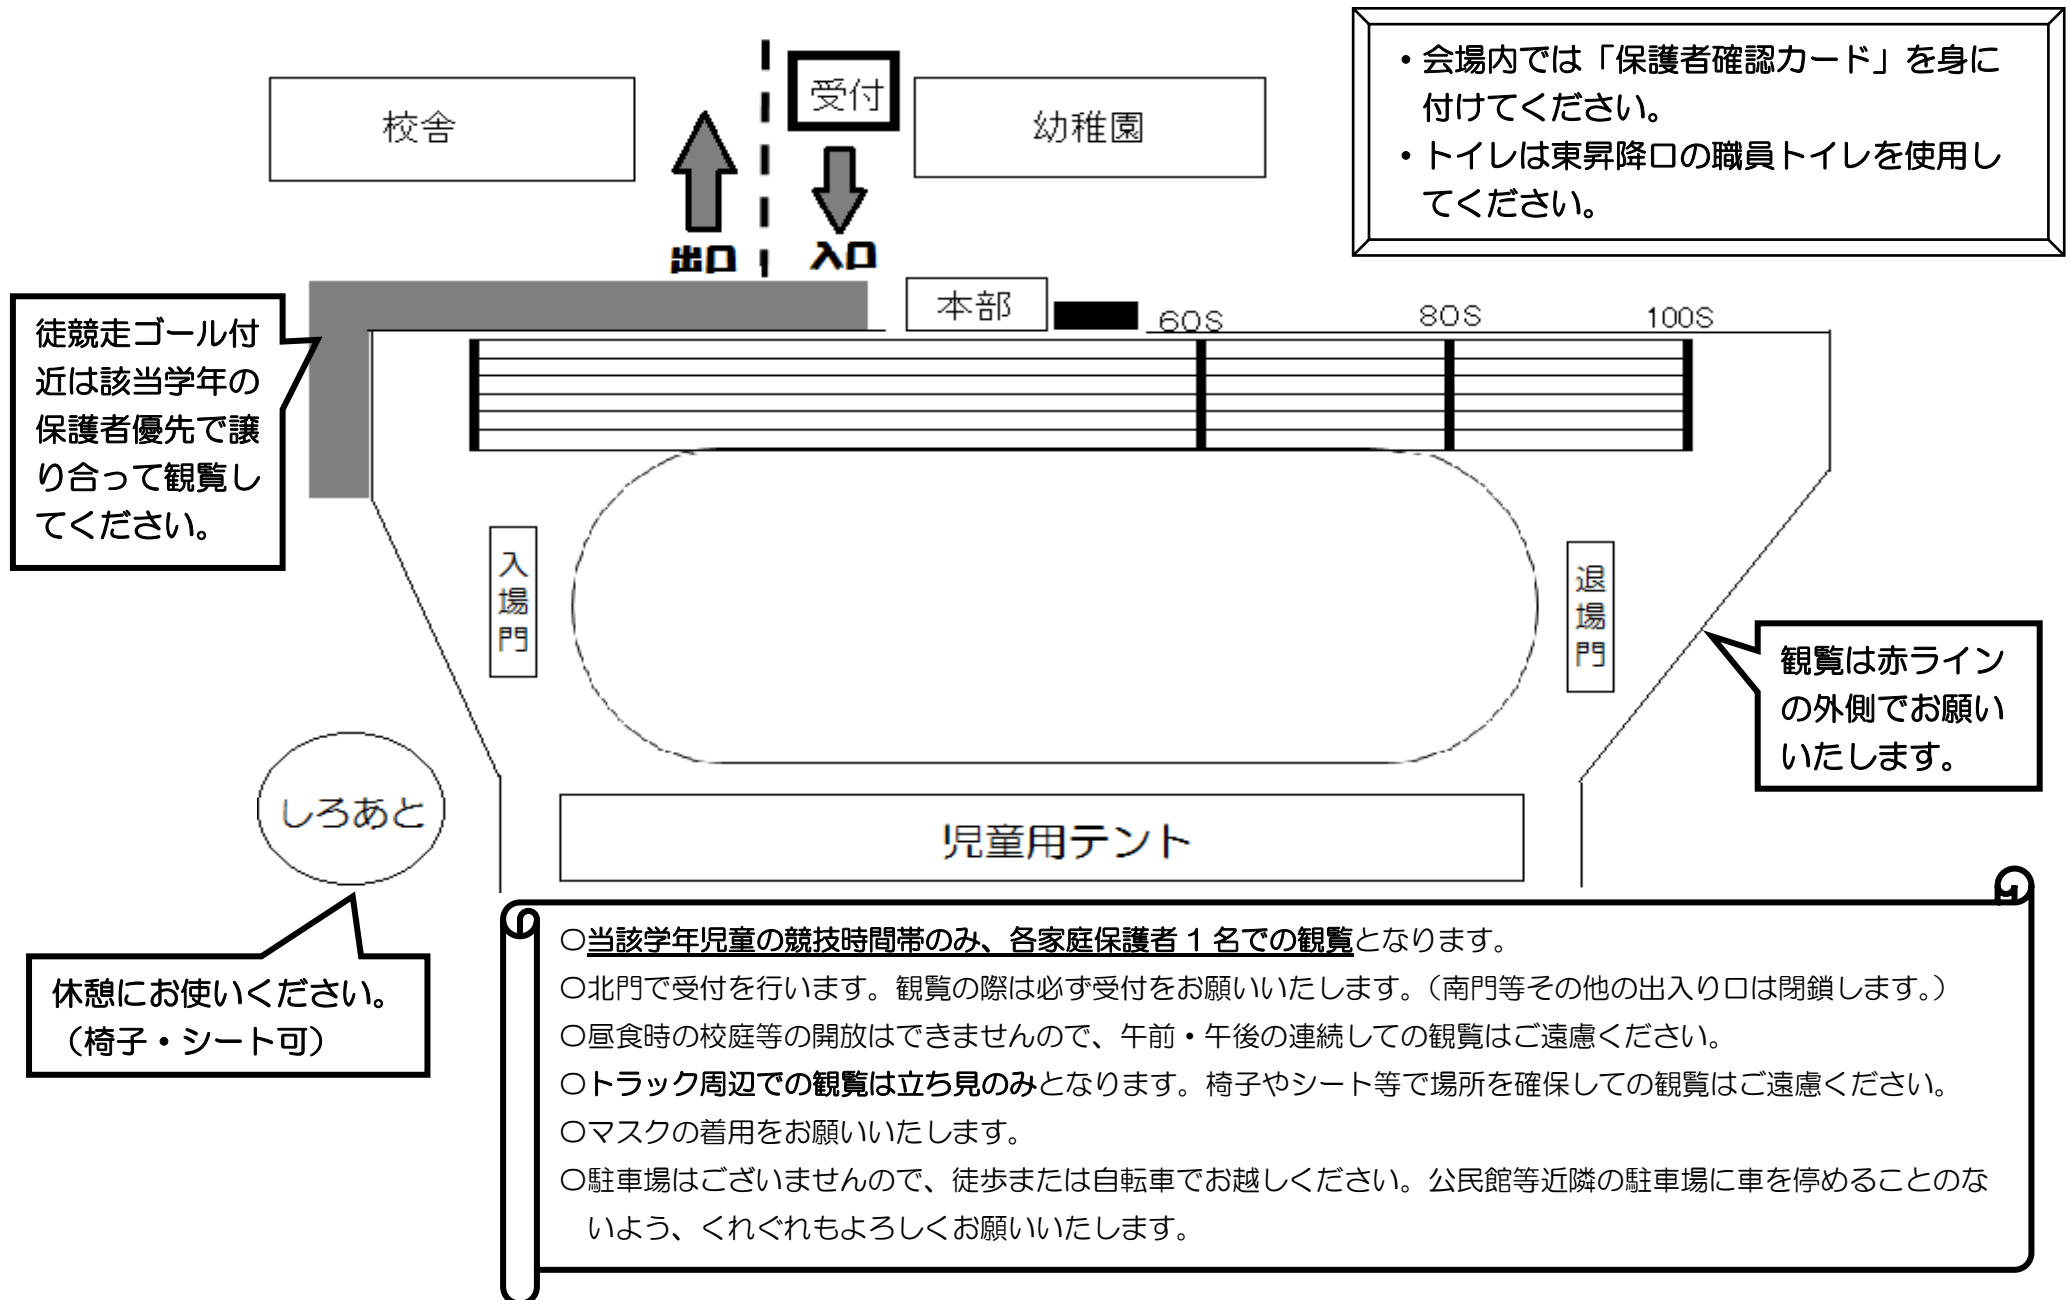 ・会場内では「保護者確認カード」を身に
付けてください。
・トイレは東昇降口の職員トイレを使用し
てください。
校舎
受付
幼稚園
出口
入口
本部
60S
80S
100S
徒競走ゴール付
近は該当学年の
保護者優先で譲
り合って観覧し
てください。
入場門
退場門
観覧は赤ライン
の外側でお願い
いたします。
しろあと
児童用テント
休憩にお使いください。
（椅子・シート可）
○当該学年児童の競技時間帯のみ、各家庭保護者１名での観覧となります。
○北門で受付を行います。観覧の際は必ず受付をお願いいたします。（南門等その他の出入り口は閉鎖します。）
○昼食時の校庭等の開放はできませんので、午前・午後の連続しての観覧はご遠慮ください。
○トラック周辺での観覧は立ち見のみとなります。椅子やシート等で場所を確保しての観覧はご遠慮ください。
○マスクの着用をお願いいたします。
○駐車場はございませんので、徒歩または自転車でお越しください。公民館等近隣の駐車場に車を停めることのな
いよう、くれぐれもよろしくお願いいたします。